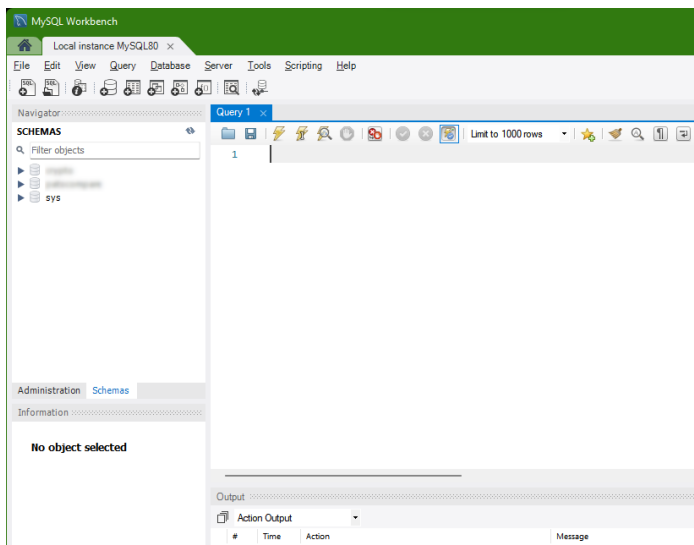 MySQL Workbench
Local instance MySQL80 ×
File Edit View Query Database Server Tools Scripting Help
SQL SQL
Navigator
Query 1 ×
SCHEMAS
Limit to 1000 rows
Filter objects
1
sys
Administration Schemas
Information
No object selected
Output
Action Output
# Time Action Message